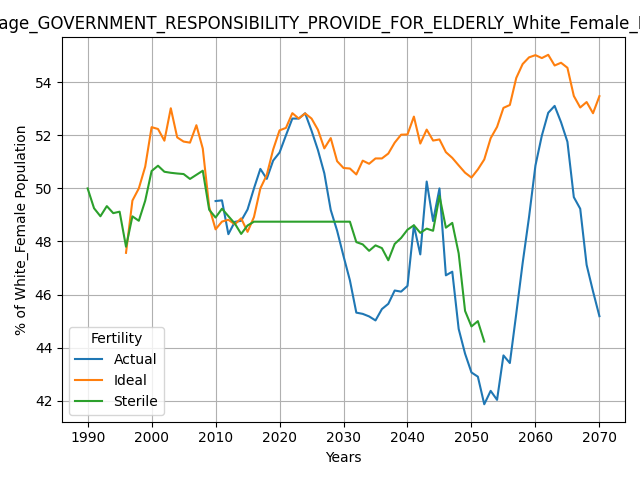 age_GOVERNMENT_RESPONSIBILITY_PROVIDE_FOR_ELDERLY_White_Female_
% of White_Female Population
54
52
50
48
46
44
42
Fertility
Actual
Ideal
Sterile
1990 2000 2010 2020 2030 2040 2050 2060 2070
Years